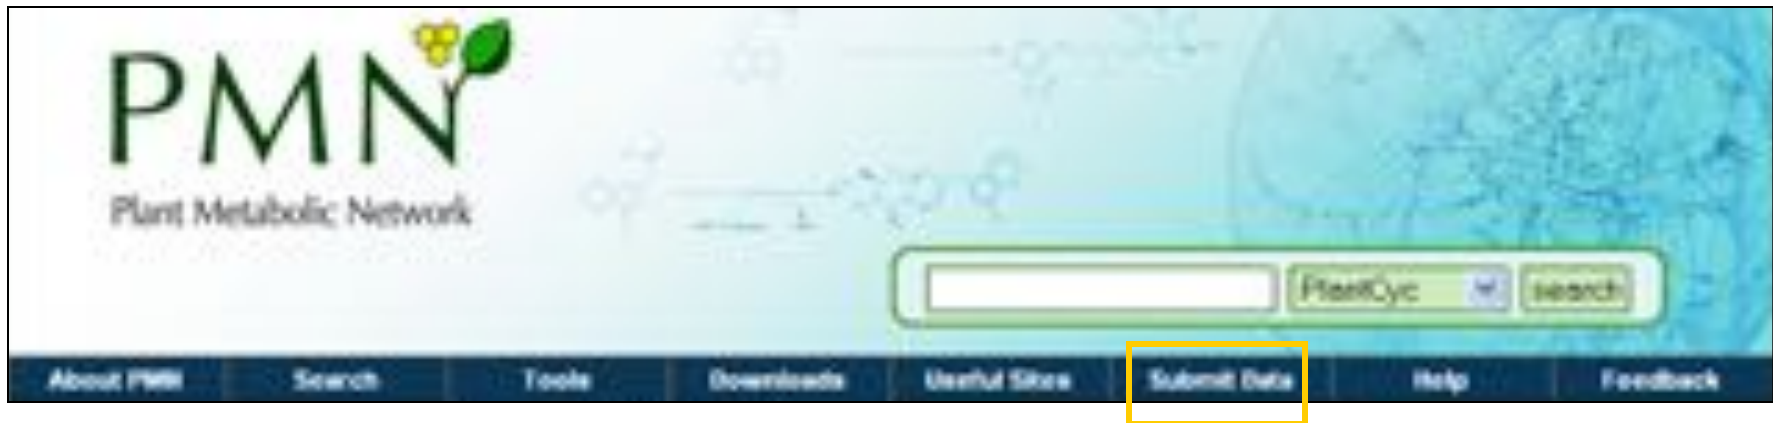 PMN
Plant Metabolic Network
PlantCyc search
About PMN Search Tools Downloads Useful Sites Submit Data Help Feedback